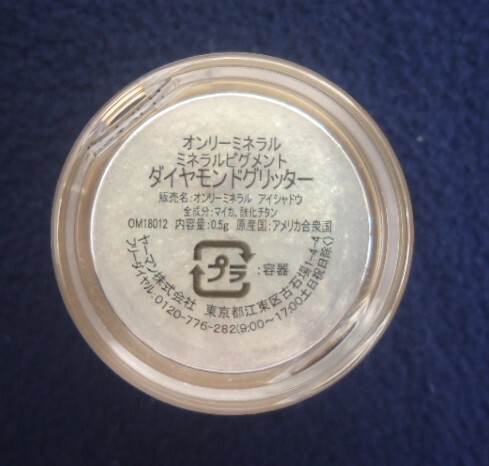 オンリーミネラル
ミネラルピグメント
ダイヤモンドグリッター
販売名:オンリーミネラル アイシャドウ
全成分:マイカ、酸化チタン
OM18012 内容量:0.5g 原産国:アメリカ合衆国
プラ :容器
ヤーマン株式会社 東京都江東区古石場1-4-4
フリーダイヤル:0120-776-282(9:00～17:00土日祝日除く)